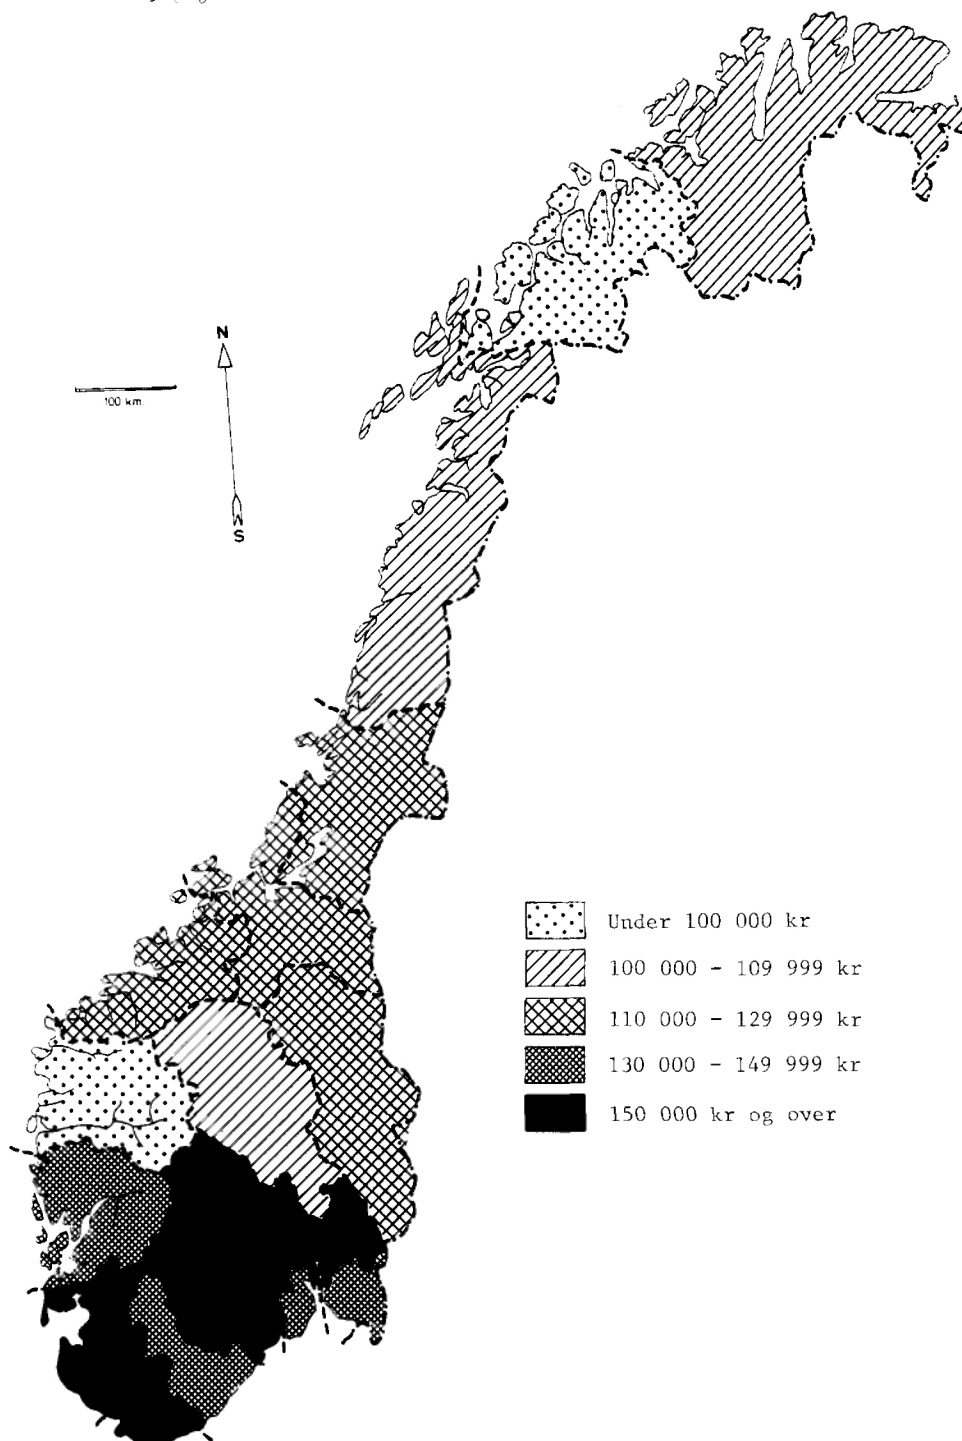 N
100 km.
S
Under 100 000 kr
100 000 - 109 999 kr
110 000 - 129 999 kr
130 000 - 149 999 kr
150 000 kr og over